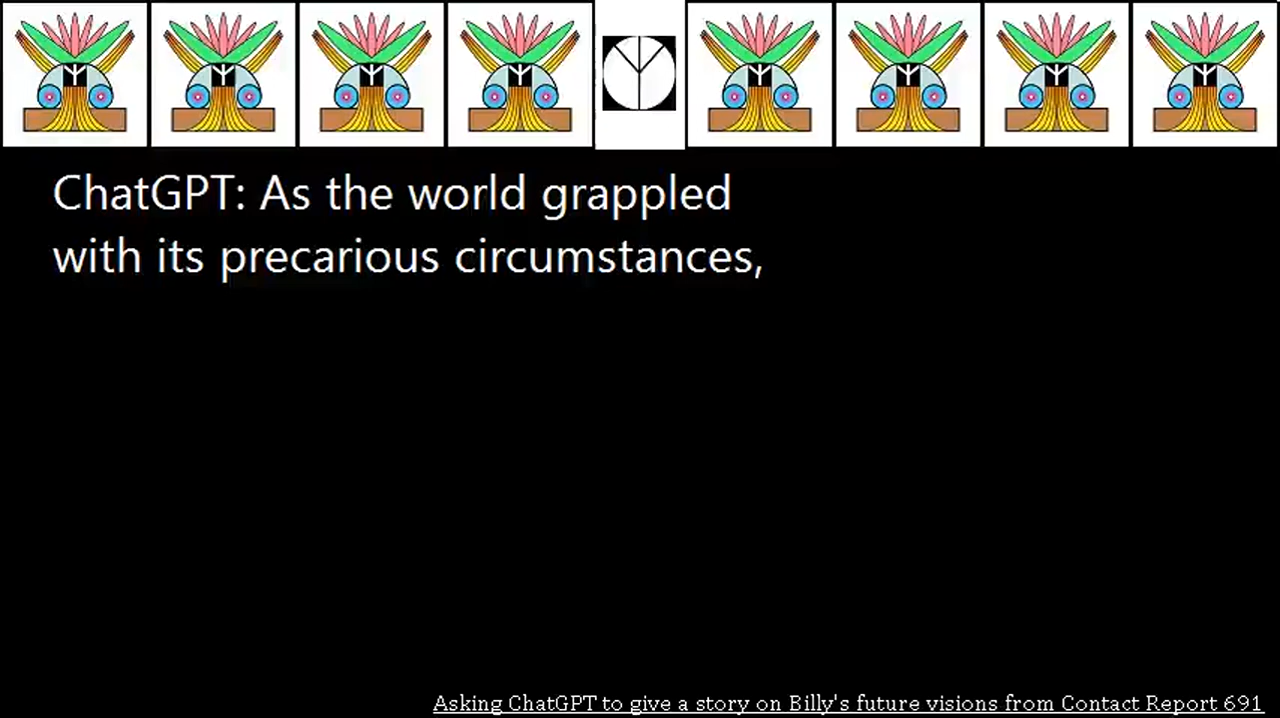 ChatGPT: As the world grappled
with its precarious circumstances,
Asking ChatGPT to give a story on Billy's future visions from Contact Report 691